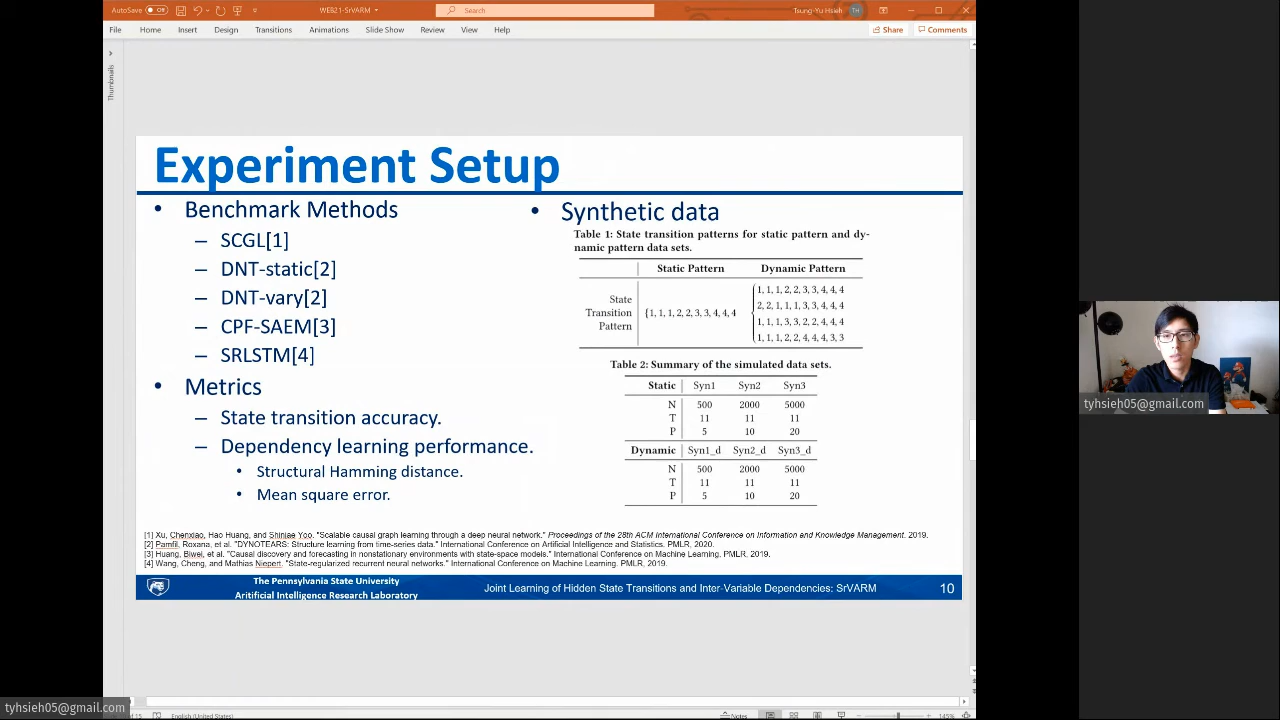 AutoSave Off
WEB21-SrVARM
Search
Tsung-Yu Hsieh TH
File Home Insert Design Transitions Animations Slide Show Review View Help
Share Comments
Thumbnails
Experiment Setup
• Benchmark Methods
– SCGL[1]
– DNT-static[2]
– DNT-vary[2]
– CPF-SAEM[3]
– SRLSTM[4]
• Metrics
– State transition accuracy.
– Dependency learning performance.
• Structural Hamming distance.
• Mean square error.
• Synthetic data
Table 1: State transition patterns for static pattern and dy-
namic pattern data sets.
Static Pattern Dynamic Pattern
State
Transition
Pattern
{1, 1, 1, 2, 2, 3, 3, 4, 4, 4
1, 1, 1, 2, 2, 3, 3, 4, 4, 4
2, 2, 1, 1, 1, 3, 3, 4, 4, 4
1, 1, 1, 3, 3, 2, 2, 4, 4, 4
1, 1, 1, 2, 2, 4, 4, 4, 3, 3
Table 2: Summary of the simulated data sets.
Static Syn1 Syn2 Syn3
N 500 2000 5000
T 11 11 11
P 5 10 20
Dynamic Syn1_d Syn2_d Syn3_d
N 500 2000 5000
T 11 11 11
P 5 10 20
[1] Xu, Chenxiao, Hao Huang, and Shinjae Yoo. "Scalable causal graph learning through a deep neural network." Proceedings of the 28th ACM International Conference on Information and Knowledge Management. 2019.
[2] Pamfil, Roxana, et al. "DYNOTEARS: Structure learning from time-series data." International Conference on Artificial Intelligence and Statistics. PMLR, 2020.
[3] Huang, Biwei, et al. "Causal discovery and forecasting in nonstationary environments with state-space models." International Conference on Machine Learning. PMLR, 2019.
[4] Wang, Cheng, and Mathias Niepert. "State-regularized recurrent neural networks." International Conference on Machine Learning. PMLR, 2019.
The Pennsylvania State University
Aritificial Intelligence Research Laboratory
Joint Learning of Hidden State Transitions and Inter-Variable Dependencies: SrVARM
10
tyhsieh05@gmail.com
tyhsieh05@gmail.com
English (United States)
Notes
145%